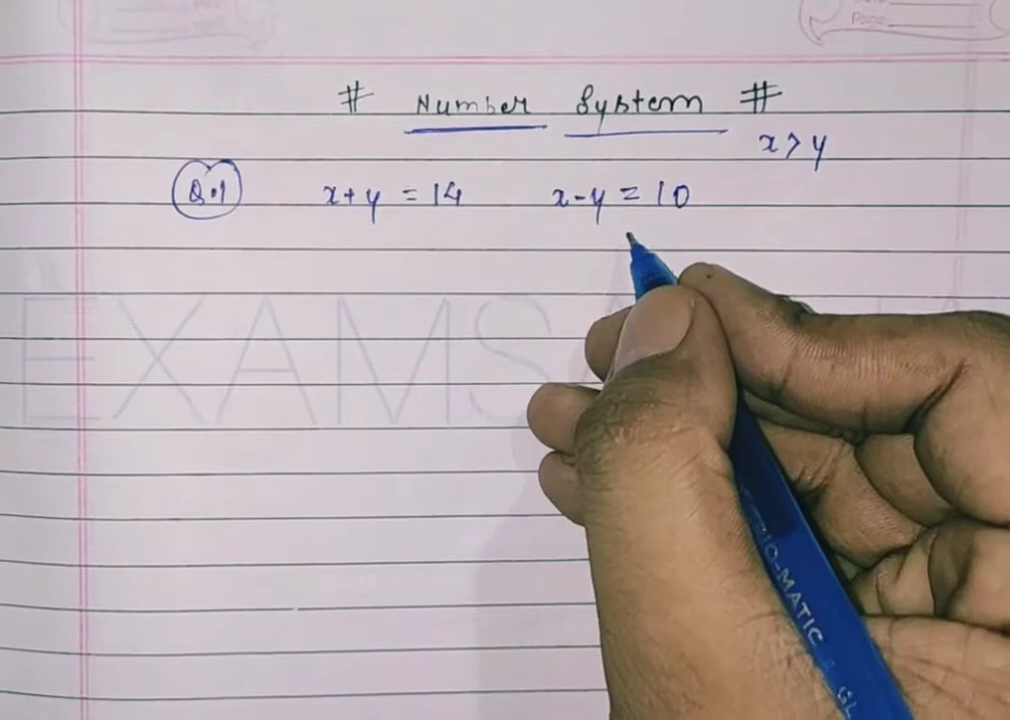 # Number System #
x > y
Q.1 x + y = 14 x - y = 10